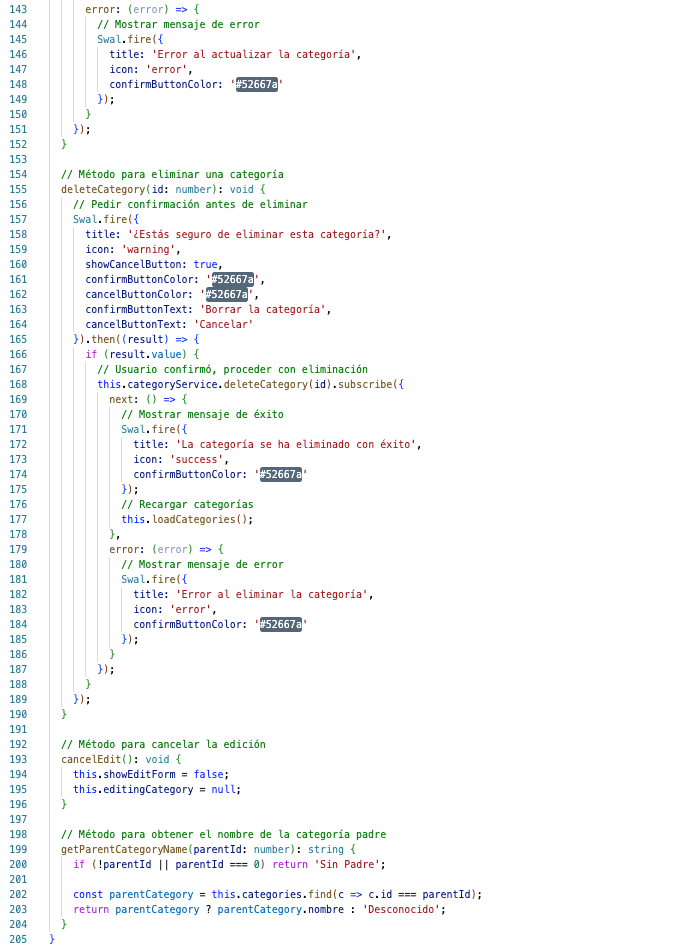 143 error: (error) => {
144 // Mostrar mensaje de error
145 Swal.fire({
146 title: 'Error al actualizar la categoría',
147 icon: 'error',
148 confirmButtonColor: '#52667a'
149 });
150 }
151 });
152 }
153
154 // Método para eliminar una categoría
155 deleteCategory(id: number): void {
156 // Pedir confirmación antes de eliminar
157 Swal.fire({
158 title: '¿Estás seguro de eliminar esta categoría?',
159 icon: 'warning',
160 showCancelButton: true,
161 confirmButtonColor: '#52667a',
162 cancelButtonColor: '#52667a',
163 confirmButtonText: 'Borrar la categoría',
164 cancelButtonText: 'Cancelar'
165 }).then((result) => {
166 if (result.value) {
167 // Usuario confirmó, proceder con eliminación
168 this.categoryService.deleteCategory(id).subscribe({
169 next: () => {
170 // Mostrar mensaje de éxito
171 Swal.fire({
172 title: 'La categoría se ha eliminado con éxito',
173 icon: 'success',
174 confirmButtonColor: '#52667a'
175 });
176 // Recargar categorías
177 this.loadCategories();
178 },
179 error: (error) => {
180 // Mostrar mensaje de error
181 Swal.fire({
182 title: 'Error al eliminar la categoría',
183 icon: 'error',
184 confirmButtonColor: '#52667a'
185 });
186 }
187 });
188 }
189 });
190 }
191
192 // Método para cancelar la edición
193 cancelEdit(): void {
194 this.showEditForm = false;
195 this.editingCategory = null;
196 }
197
198 // Método para obtener el nombre de la categoría padre
199 getParentCategoryName(parentId: number): string {
200 if (!parentId || parentId === 0) return 'Sin Padre';
201
202 const parentCategory = this.categories.find(c => c.id === parentId);
203 return parentCategory ? parentCategory.nombre : 'Desconocido';
204 }
205 }